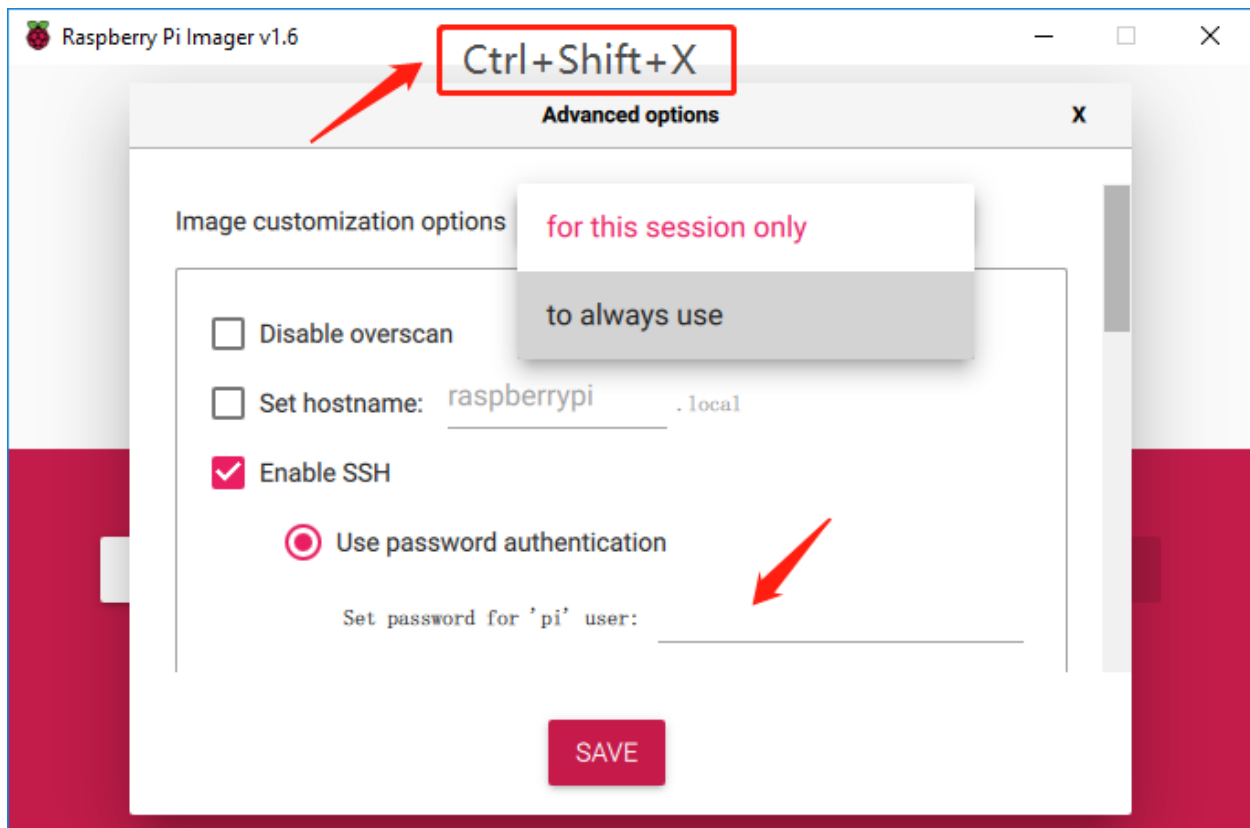 Raspberry Pi Imager v1.6
Ctrl+Shift+X
Advanced options X
Image customization options
for this session only
to always use
Disable overscan
Set hostname: raspberrypi .local
Enable SSH
Use password authentication
Set password for 'pi' user:
SAVE